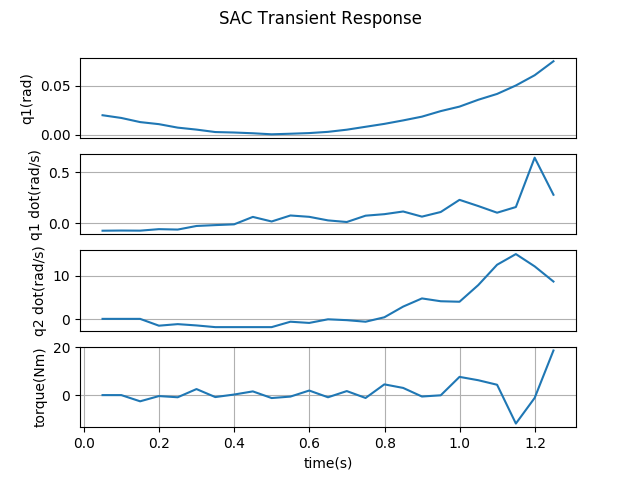 SAC Transient Response
0.05
0.00
q1(rad)
0.5
0.0
q1 dot(rad/s)
10
0
q2 dot(rad/s)
20
0
torque(Nm)
0.0 0.2 0.4 0.6 0.8 1.0 1.2
time(s)